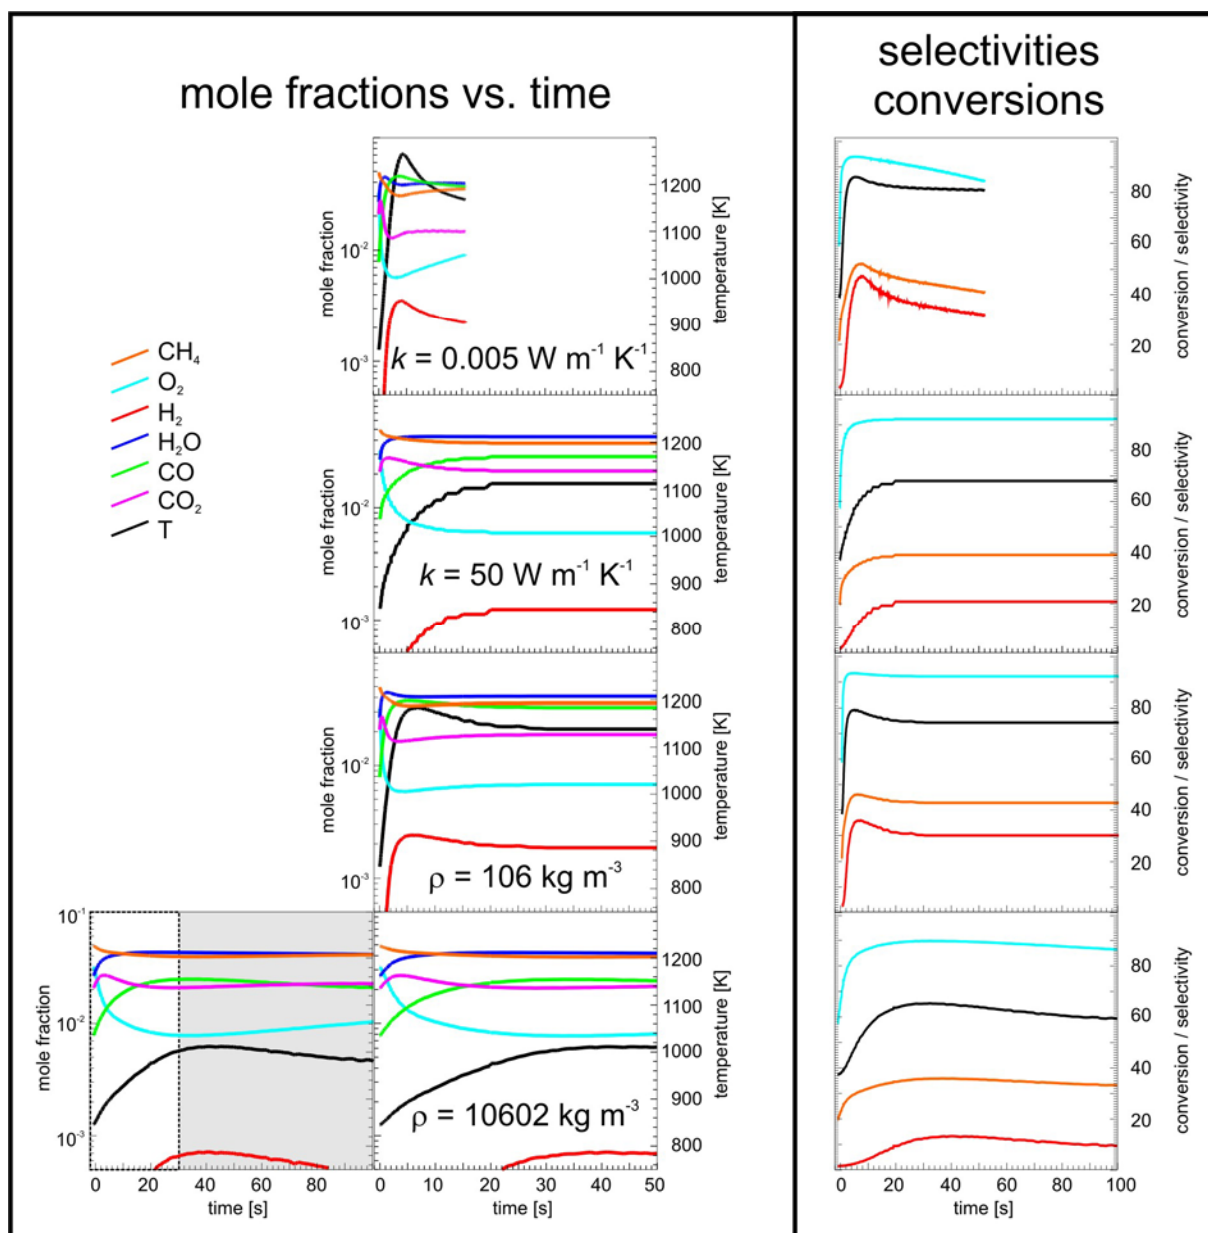 mole fractions vs. time
selectivities
conversions
CH₄
O₂
H₂
H₂O
CO
CO₂
T
mole fraction
10⁻²
10⁻³
1200
1100
1000
900
800
temperature [K]
k = 0.005 W m⁻¹ K⁻¹
80
60
40
20
conversion / selectivity
mole fraction
10⁻²
10⁻³
1200
1100
1000
900
800
temperature [K]
k = 50 W m⁻¹ K⁻¹
80
60
40
20
conversion / selectivity
mole fraction
10⁻²
10⁻³
1200
1100
1000
900
800
temperature [K]
ρ = 106 kg m⁻³
80
60
40
20
conversion / selectivity
mole fraction
10⁻¹
10⁻²
10⁻³
1200
1100
1000
900
800
temperature [K]
ρ = 10602 kg m⁻³
80
60
40
20
conversion / selectivity
0 20 40 60 80
time [s]
0 10 20 30 40 50
time [s]
0 20 40 60 80 100
time [s]